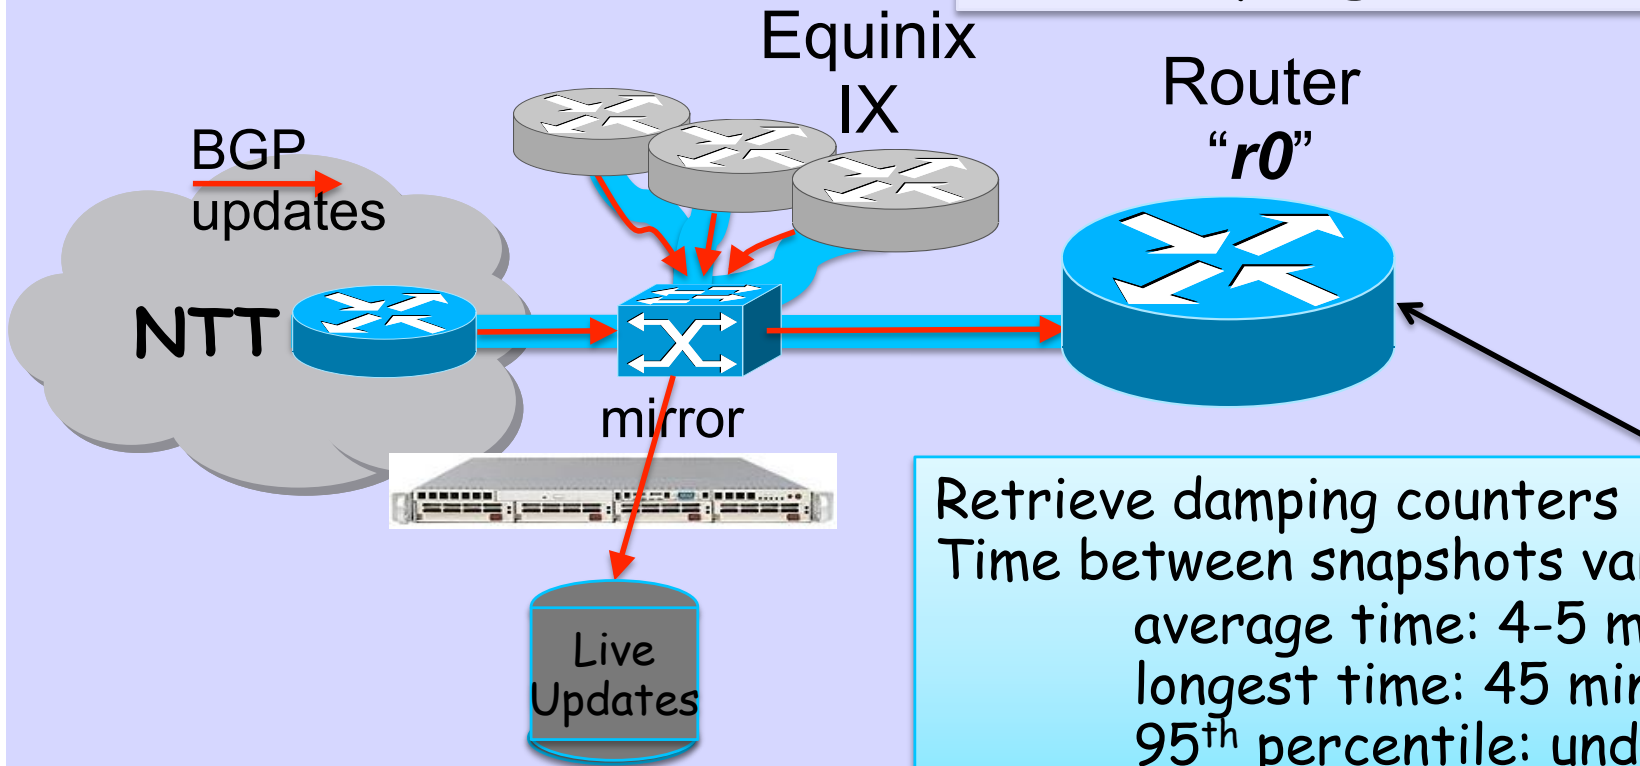 Equinix
IX
Router
“r0”
BGP
updates
NTT
mirror
Live
Updates
Retrieve damping counters
Time between snapshots
average time: 4-5
longest time: 45
95th percentile: